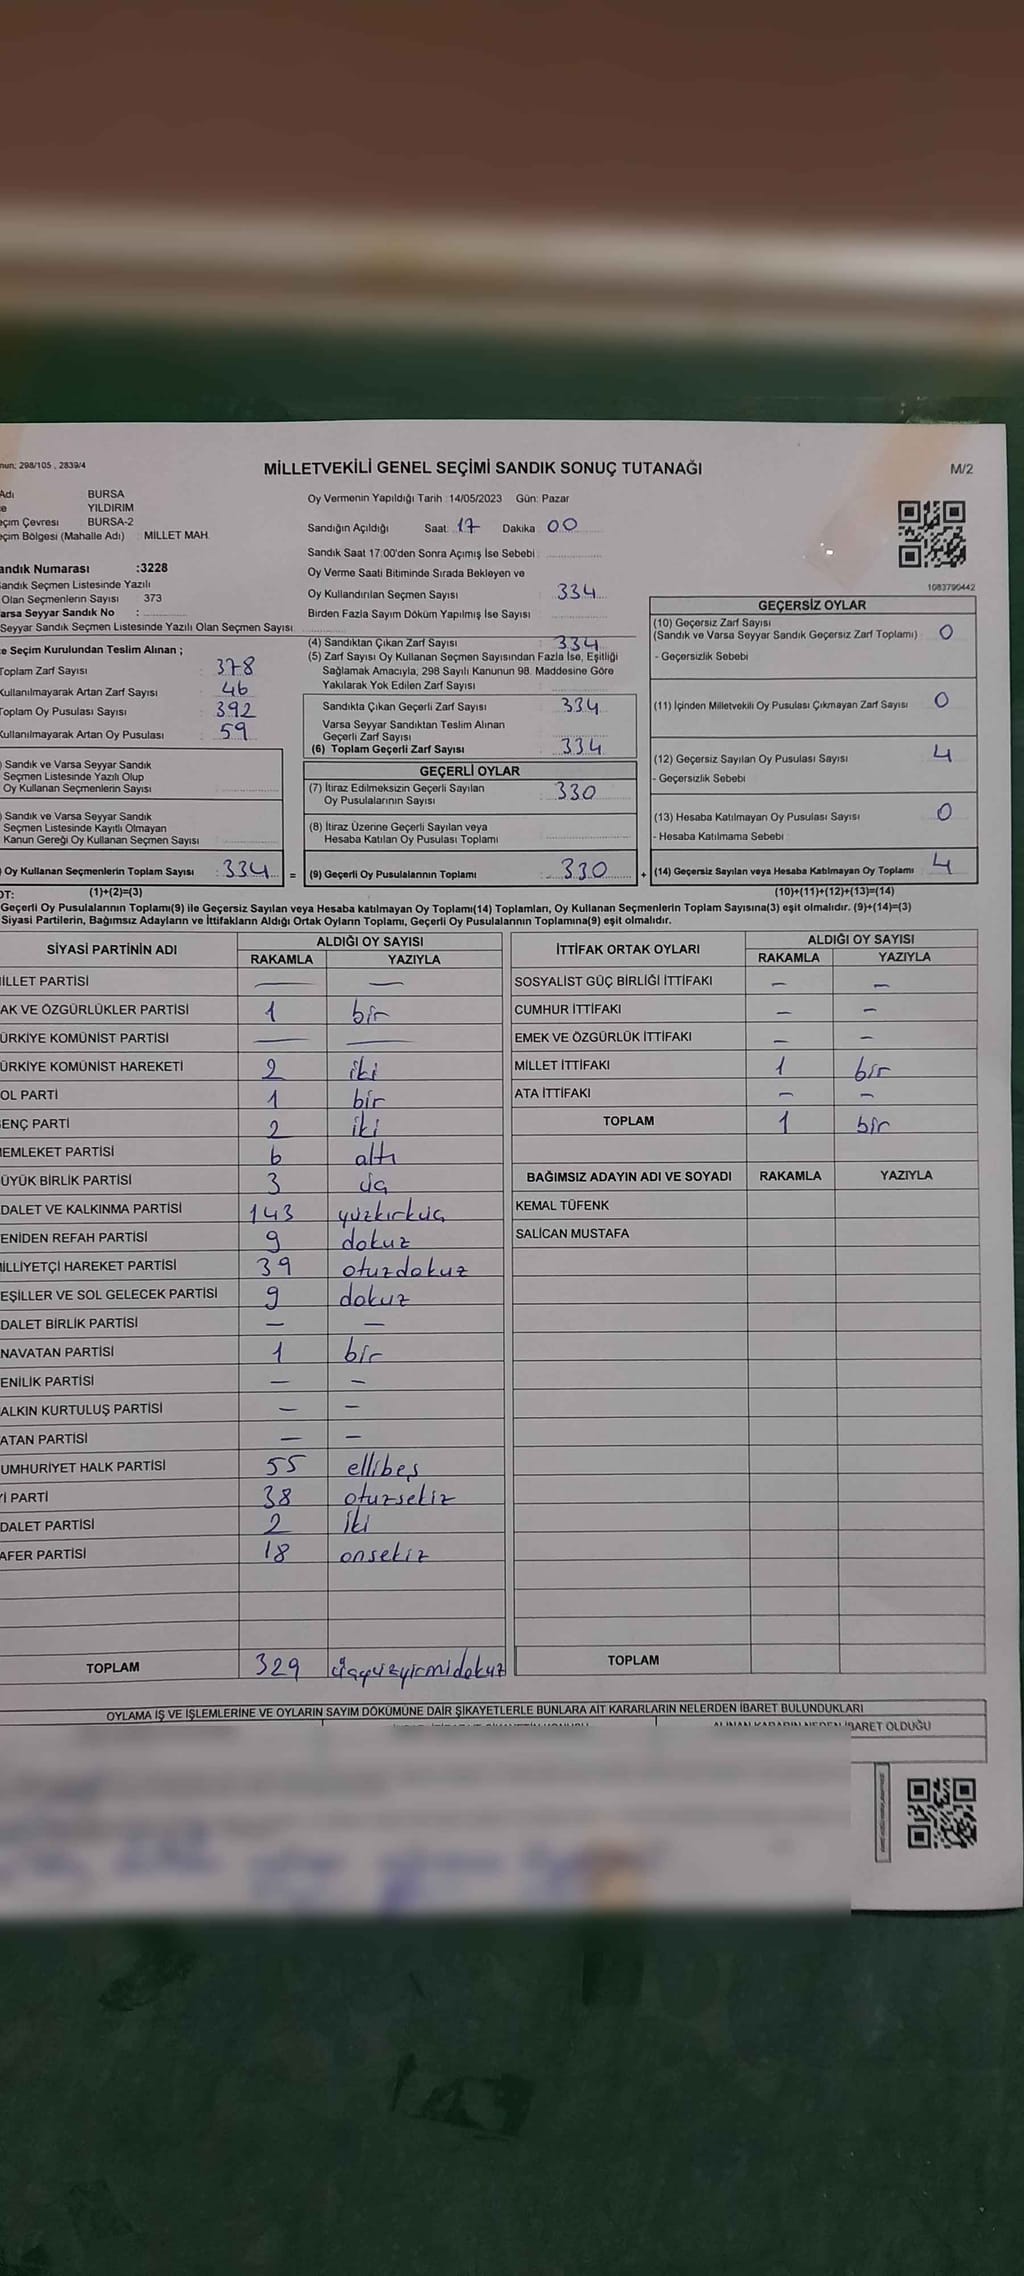 nun: 298/105 , 2839/4
MİLLETVEKİLİ GENEL SEÇİMİ SANDIK SONUÇ TUTANAĞI
M/2
Adı BURSA
e YILDIRIM
eçim Çevresi BURSA-2
eçim Bölgesi (Mahalle Adı) : MİLLET MAH.
andık Numarası :3228
Sandık Seçmen Listesinde Yazılı
Olan Seçmenlerin Sayısı 373
arsa Seyyar Sandık No :
Seyyar Sandık Seçmen Listesinde Yazılı Olan Seçmen Sayısı:
e Seçim Kurulundan Teslim Alınan ;
Toplam Zarf Sayısı : 378
Kullanılmayarak Artan Zarf Sayısı : 46
Toplam Oy Pusulası Sayısı : 392
Kullanılmayarak Artan Oy Pusulası : 59
) Sandık ve Varsa Seyyar Sandık
Seçmen Listesinde Yazılı Olup
Oy Kullanan Seçmenlerin Sayısı
) Sandık ve Varsa Seyyar Sandık
Seçmen Listesinde Kayıtlı Olmayan
Kanun Gereği Oy Kullanan Seçmen Sayısı :
) Oy Kullanan Seçmenlerin Toplam Sayısı : 334 =
Oy Vermenin Yapıldığı Tarih :14/05/2023 Gün: Pazar
Sandığın Açıldığı Saat: 17 Dakika: 00
Sandık Saat 17:00'den Sonra Açımış İse Sebebi :
Oy Verme Saati Bitiminde Sırada Bekleyen ve
Oy Kullandırılan Seçmen Sayısı : 334
Birden Fazla Sayım Döküm Yapılmış İse Sayısı :
(4) Sandıktan Çıkan Zarf Sayısı : 334
(5) Zarf Sayısı Oy Kullanan Seçmen Sayısından Fazla İse, Eşitliği
Sağlamak Amacıyla, 298 Sayılı Kanunun 98. Maddesine Göre
Yakılarak Yok Edilen Zarf Sayısı :
Sandıkta Çıkan Geçerli Zarf Sayısı : 334
Varsa Seyyar Sandıktan Teslim Alınan
Geçerli Zarf Sayısı :
(6) Toplam Geçerli Zarf Sayısı : 334
GEÇERLİ OYLAR
(7) İtiraz Edilmeksizin Geçerli Sayılan
Oy Pusulalarının Sayısı : 330
(8) İtiraz Üzerine Geçerli Sayılan veya
Hesaba Katılan Oy Pusulası Toplamı :
(9) Geçerli Oy Pusulalarının Toplamı : 330 +
1083790442
GEÇERSİZ OYLAR
(10) Geçersiz Zarf Sayısı
(Sandık ve Varsa Seyyar Sandık Geçersiz Zarf Toplamı) : 0
- Geçersizlik Sebebi
(11) İçinden Milletvekili Oy Pusulası Çıkmayan Zarf Sayısı : 0
(12) Geçersiz Sayılan Oy Pusulası Sayısı : 4
- Geçersizlik Sebebi
(13) Hesaba Katılmayan Oy Pusulası Sayısı : 0
- Hesaba Katılmama Sebebi
(14) Geçersiz Sayılan veya Hesaba Katılmayan Oy Toplamı : 4
OT: (1)+(2)=(3) (10)+(11)+(12)+(13)=(14)
Geçerli Oy Pusulalarının Toplamı(9) ile Geçersiz Sayılan veya Hesaba katılmayan Oy Toplamı(14) Toplamları, Oy Kullanan Seçmenlerin Toplam Sayısına(3) eşit olmalıdır. (9)+(14)=(3)
Siyasi Partilerin, Bağımsız Adayların ve İttifakların Aldığı Ortak Oyların Toplamı, Geçerli Oy Pusulalarının Toplamına(9) eşit olmalıdır.
SİYASİ PARTİNİN ADI ALDIĞI OY SAYISI
RAKAMLA YAZIYLA
İLLET PARTİSİ — —
AK VE ÖZGÜRLÜKLER PARTİSİ 1 bir
ÜRKİYE KOMÜNİST PARTİSİ — —
ÜRKİYE KOMÜNİST HAREKETİ 2 iki
OL PARTİ 1 bir
ENÇ PARTİ 2 iki
EMLEKET PARTİSİ 6 altı
ÜYÜK BİRLİK PARTİSİ 3 üç
DALET VE KALKINMA PARTİSİ 143 yüzkırküç
ENİDEN REFAH PARTİSİ 9 dokuz
İLLİYETÇİ HAREKET PARTİSİ 39 otuzdokuz
EŞİLLER VE SOL GELECEK PARTİSİ 9 dokuz
DALET BİRLİK PARTİSİ — —
NAVATAN PARTİSİ 1 bir
ENİLİK PARTİSİ — —
ALKIN KURTULUŞ PARTİSİ — —
ATAN PARTİSİ — —
UMHURİYET HALK PARTİSİ 55 ellibeş
Yİ PARTİ 38 otuzsekiz
DALET PARTİSİ 2 iki
AFER PARTİSİ 18 onsekiz
TOPLAM 329 üçyüzyirmidokuz
İTTİFAK ORTAK OYLARI ALDIĞI OY SAYISI
RAKAMLA YAZIYLA
SOSYALİST GÜÇ BİRLİĞİ İTTİFAKI — —
CUMHUR İTTİFAKI — —
EMEK VE ÖZGÜRLÜK İTTİFAKI — —
MİLLET İTTİFAKI 1 bir
ATA İTTİFAKI — —
TOPLAM 1 bir
BAĞIMSIZ ADAYIN ADI VE SOYADI RAKAMLA YAZIYLA
KEMAL TÜFENK
SALİCAN MUSTAFA
TOPLAM
OYLAMA İŞ VE İŞLEMLERİNE VE OYLARIN SAYIM DÖKÜMÜNE DAİR ŞİKAYETLERLE BUNLARA AİT KARARLARIN NELERDEN İBARET BULUNDUKLARI
ALINAN KARARIN NEDEN İBARET OLDUĞU